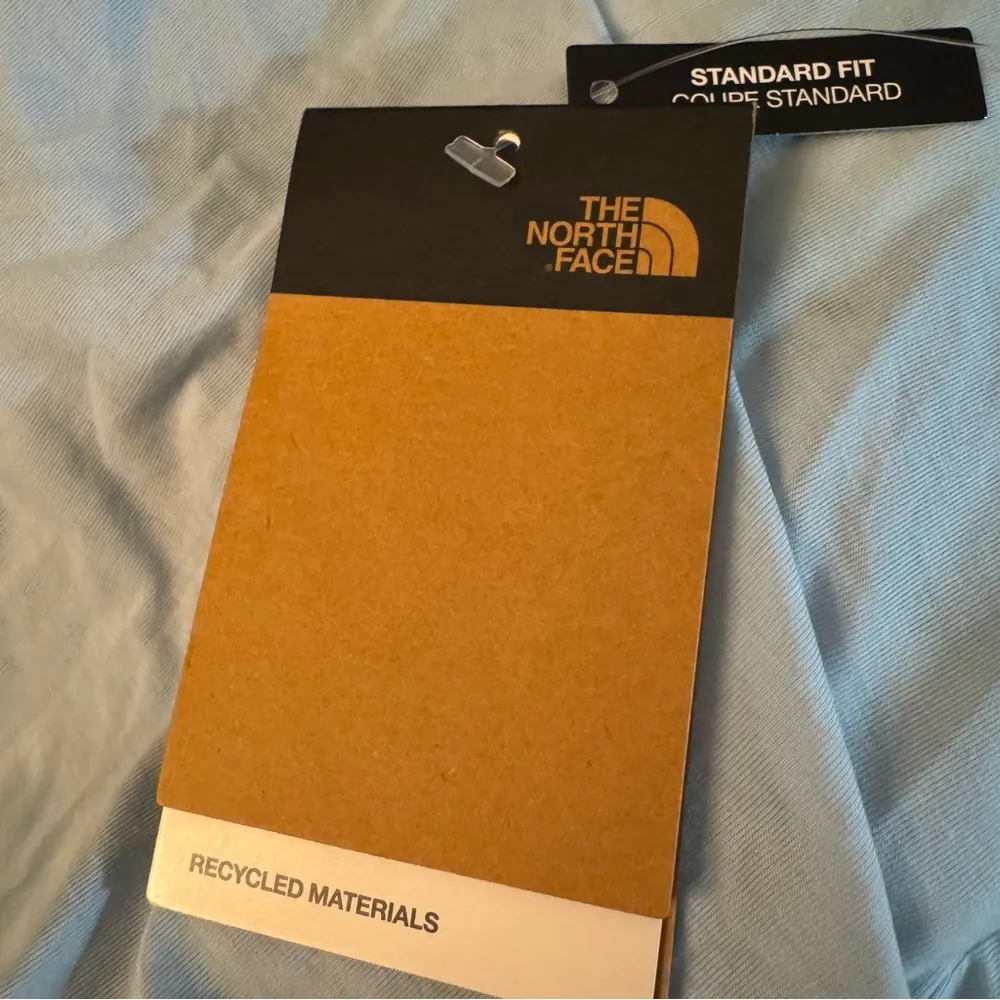 STANDARD FIT
COUPE STANDARD
THE
NORTH
FACE
RECYCLED MATERIALS